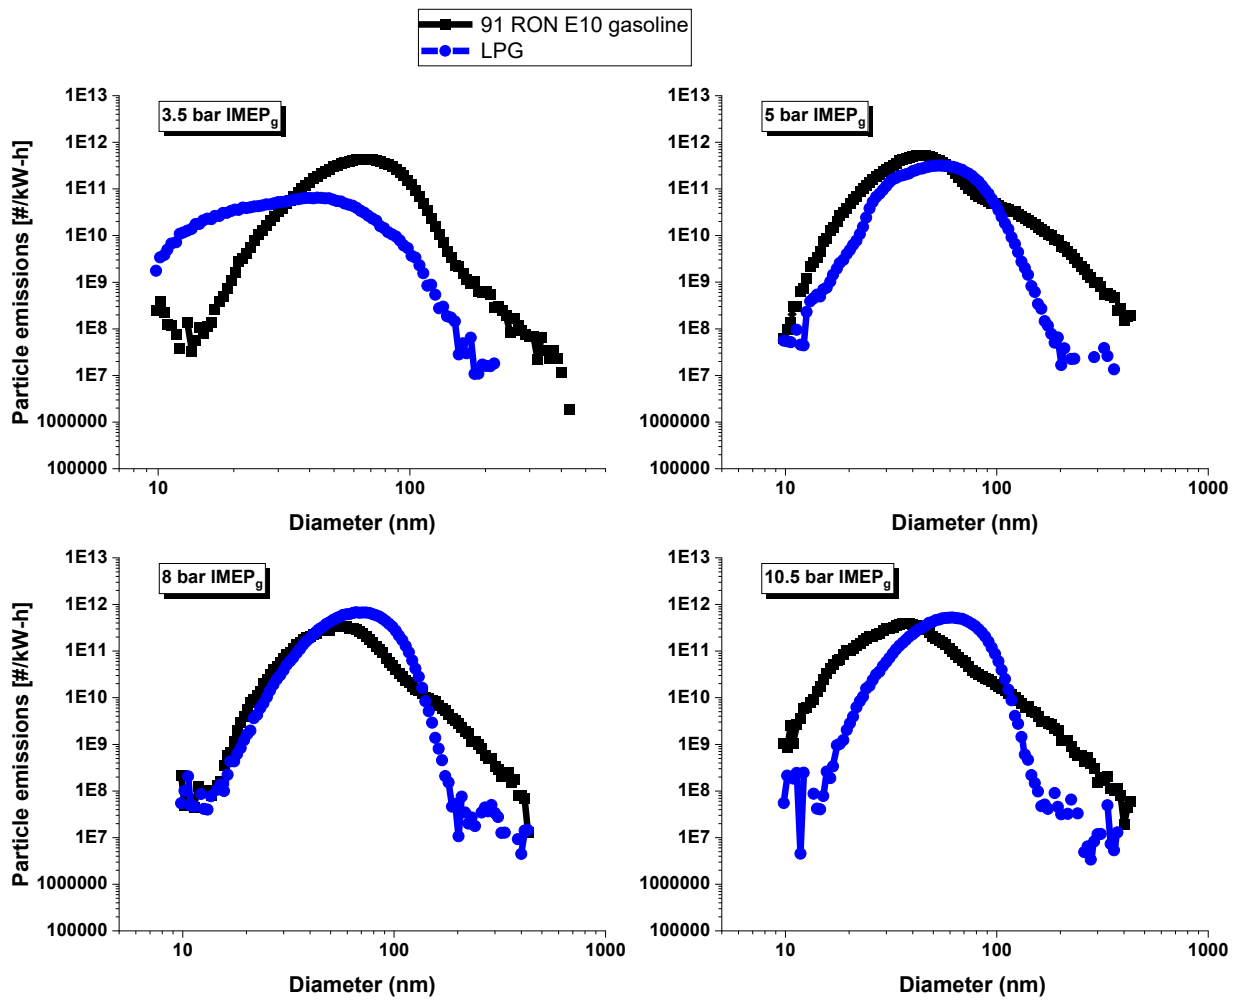 91 RON E10 gasoline
LPG
3.5 bar IMEPg
Particle emissions [#/kW-h]
1E13
1E12
1E11
1E10
1E9
1E8
1E7
1000000
100000
10
100
1000
Diameter (nm)
5 bar IMEPg
1E13
1E12
1E11
1E10
1E9
1E8
1E7
1000000
100000
10
100
1000
Diameter (nm)
8 bar IMEPg
Particle emissions [#/kW-h]
1E13
1E12
1E11
1E10
1E9
1E8
1E7
1000000
100000
10
100
1000
Diameter (nm)
10.5 bar IMEPg
1E13
1E12
1E11
1E10
1E9
1E8
1E7
1000000
100000
10
100
1000
Diameter (nm)